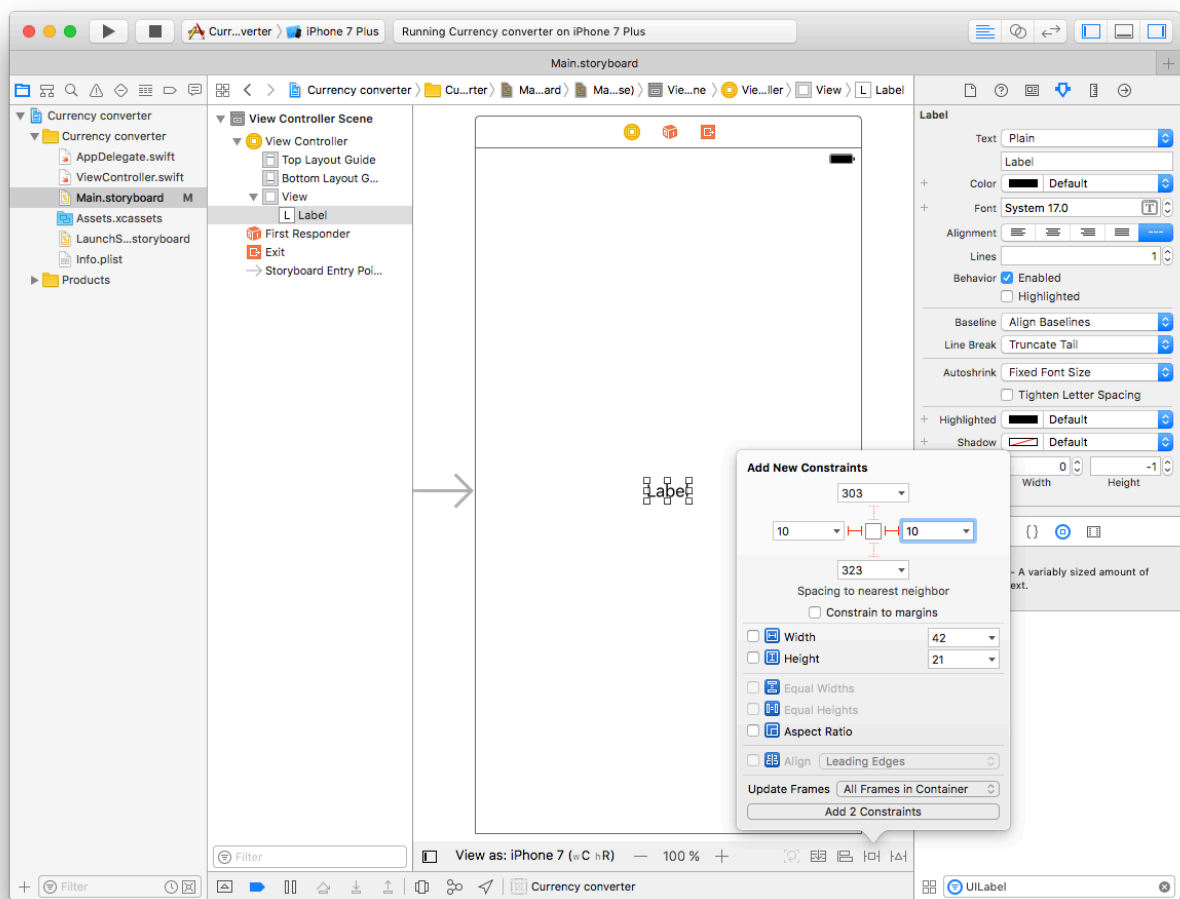 Curr...verter 〉 iPhone 7 Plus
Running Currency converter on iPhone 7 Plus
Main.storyboard
Currency converter 〉 Cu...rter 〉 Ma...ard 〉 Ma...se) 〉 Vie...ne 〉 Vie...ller 〉 View 〉 L Label
Currency converter
Currency converter
AppDelegate.swift
ViewController.swift
Main.storyboard M
Assets.xcassets
LaunchS...storyboard
Info.plist
Products
Filter
View Controller Scene
View Controller
Top Layout Guide
Bottom Layout G...
View
L Label
First Responder
Exit
Storyboard Entry Poi...
Filter
Label
Add New Constraints
303
10
10
323
Spacing to nearest neighbor
Constrain to margins
Width 42
Height 21
Equal Widths
Equal Heights
Aspect Ratio
Align Leading Edges
Update Frames All Frames in Container
Add 2 Constraints
View as: iPhone 7 (wC hR) — 100 % +
Currency converter
Label
Text Plain
Label
Color Default
Font System 17.0 T
Alignment ---
Lines 1
Behavior Enabled
Highlighted
Baseline Align Baselines
Line Break Truncate Tail
Autoshrink Fixed Font Size
Tighten Letter Spacing
Highlighted Default
Shadow Default
0 -1
Width Height
{}
- A variably sized amount of
ext.
UILabel